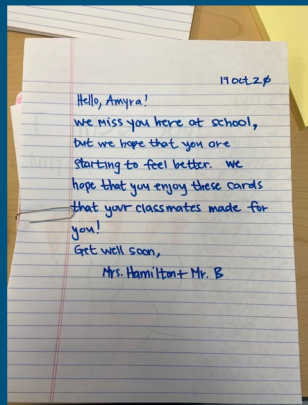 19 Oct 20
Hello, Amyra!
We miss you here at school,
but we hope that you are
starting to feel better. We
hope that you enjoy these cards
that your classmates made for
you!
Get well soon,
Mrs. Hamilton + Mr. B